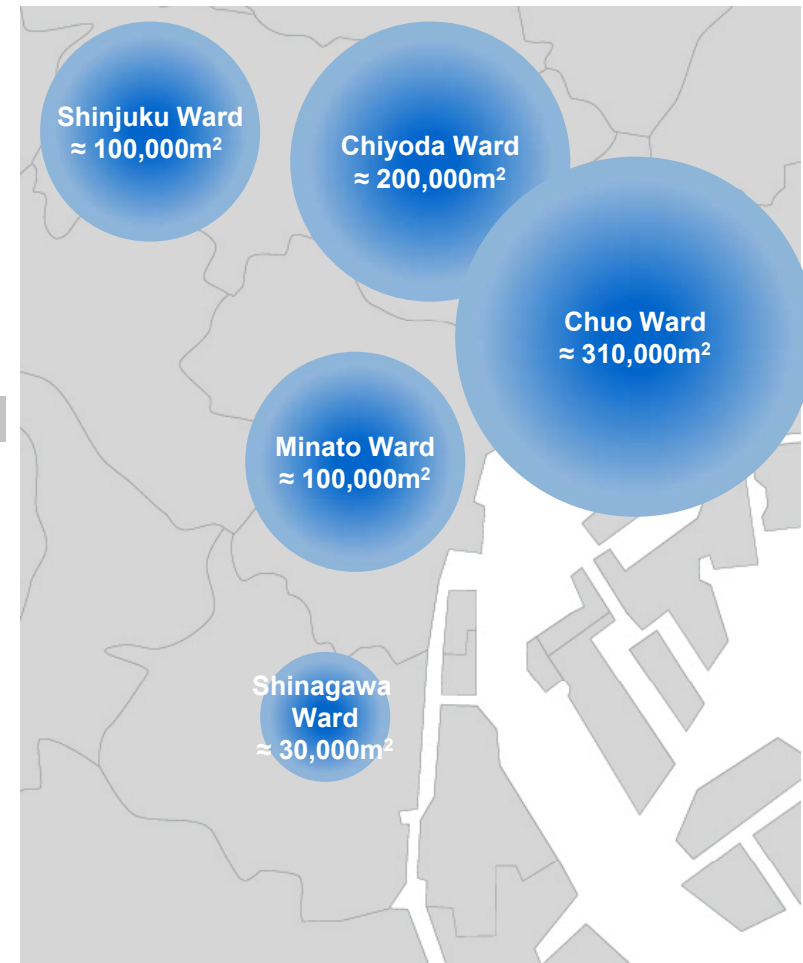 Shinjuku Ward
≈ 100,000m²
Chiyoda Ward
≈ 200,000m²
Chuo Ward
≈ 310,000m²
Minato Ward
≈ 100,000m²
Shinagawa
Ward
≈ 30,000m²